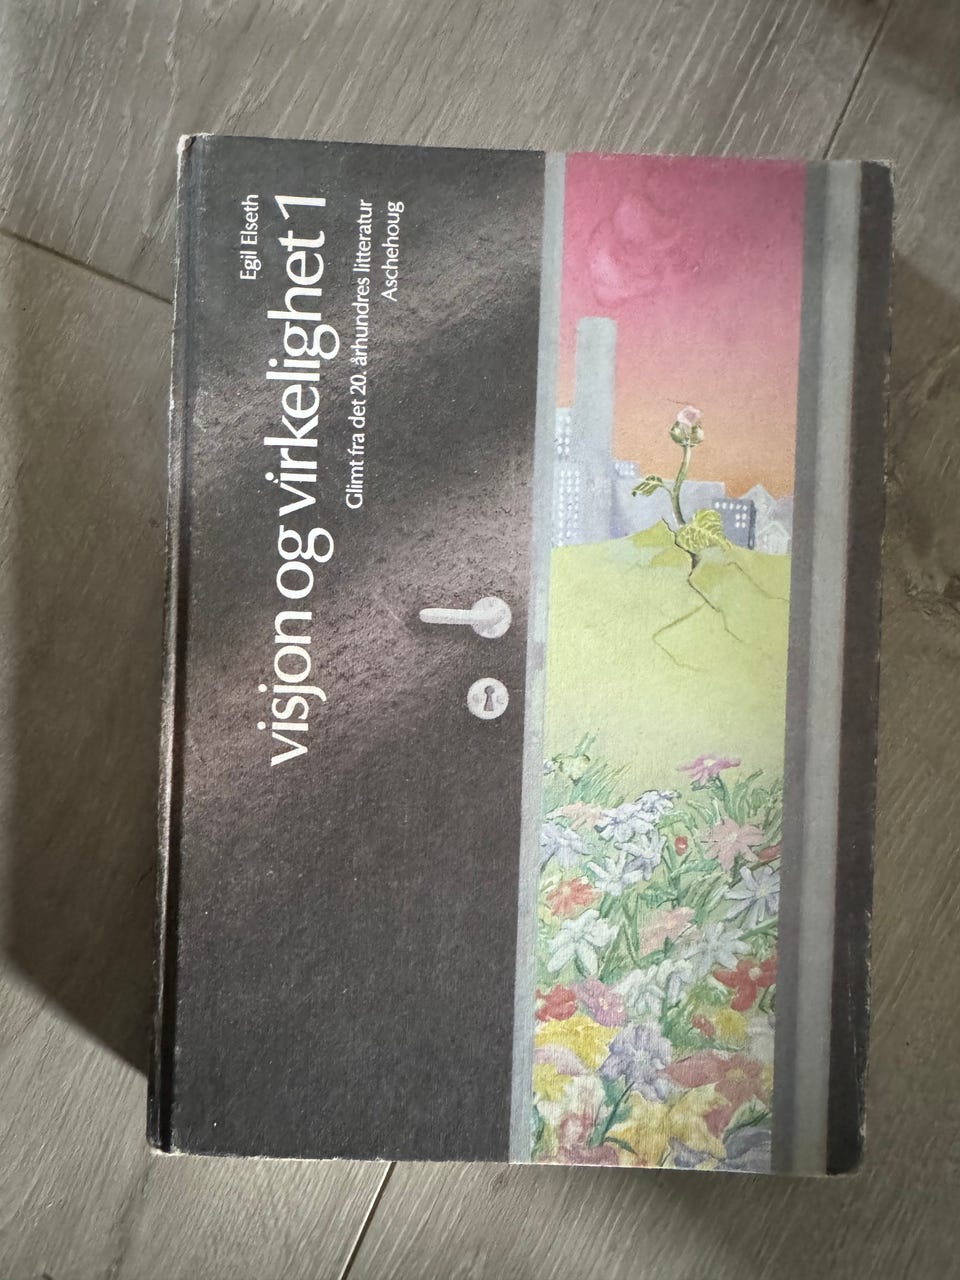 Egil Elseth
visjon og virkelighet 1
Glimt fra det 20. århundres litteratur
Aschehoug